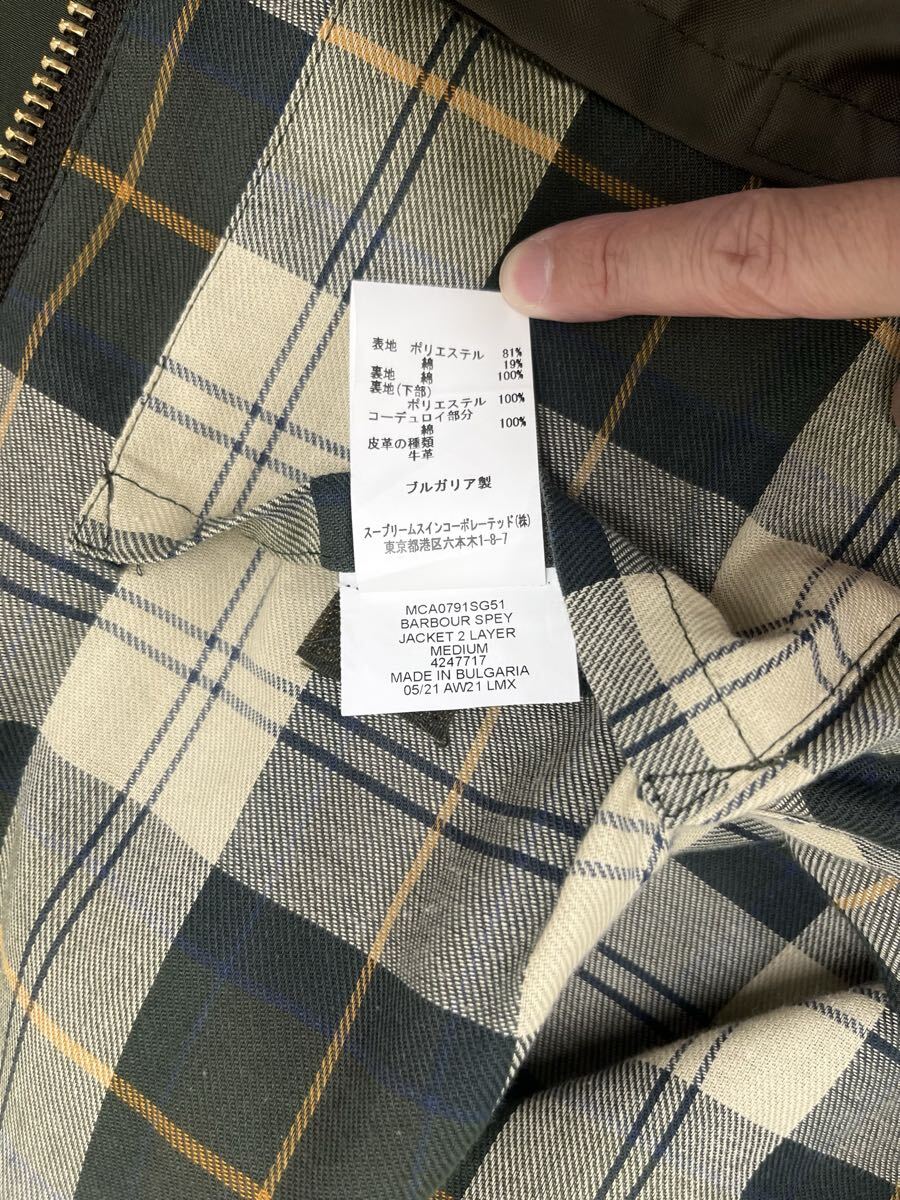 表地 ポリエステル 81%
綿 19%
裏地 綿 100%
裏地(下部)
ポリエステル 100%
コーデュロイ部分
綿 100%
皮革の種類
牛革
ブルガリア製
スープリームスインコーポレーテッド(株)
東京都港区六本木1-8-7
MCA0791SG51
BARBOUR SPEY
JACKET 2 LAYER
MEDIUM
4247717
MADE IN BULGARIA
05/21 AW21 LMX